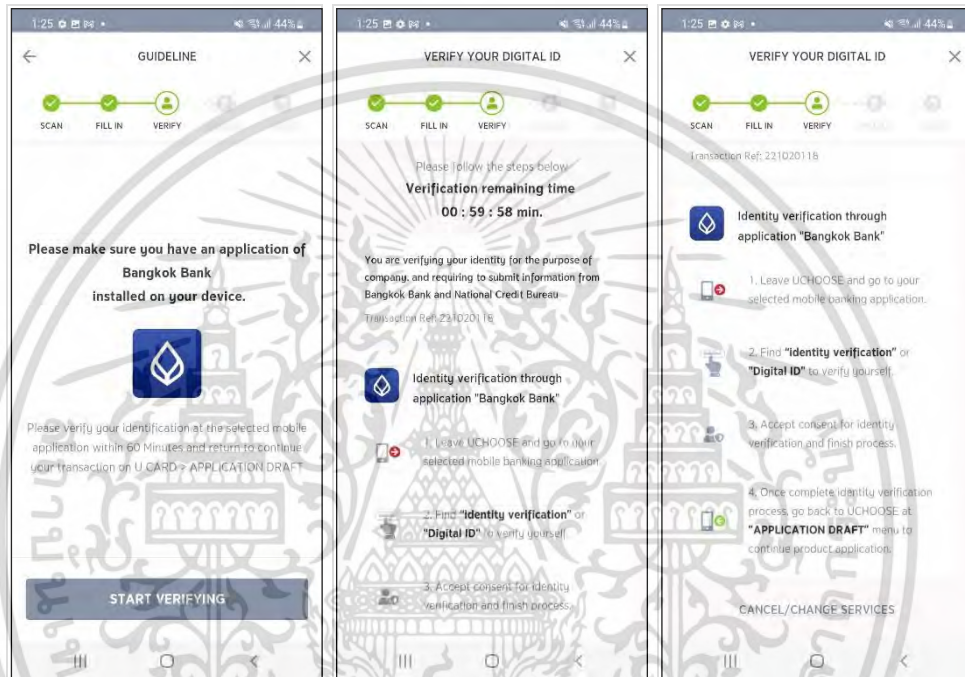 1:25
44%
GUIDELINE
SCAN
FILL IN
VERIFY
Please make sure you have an application of
Bangkok Bank
installed on your device.
Please verify your identification at the selected mobile
application within 60 Minutes and return to continue
your transaction on U CARD > APPLICATION DRAFT
START VERIFYING
1:25
44%
VERIFY YOUR DIGITAL ID
SCAN
FILL IN
VERIFY
Please follow the steps below
Verification remaining time
00 : 59 : 58 min.
You are verifying your identity for the purpose of
company, and requiring to submit information from
Bangkok Bank and National Credit Bureau
Transaction Ref: 221020118
Identity verification through
application "Bangkok Bank"
1. Leave UCHOOSE and go to your
selected mobile banking application.
2. Find "identity verification" or
"Digital ID" to verify yourself.
3. Accept consent for identity
verification and finish process.
1:25
44%
VERIFY YOUR DIGITAL ID
SCAN
FILL IN
VERIFY
Transaction Ref: 221020118
Identity verification through
application "Bangkok Bank"
1. Leave UCHOOSE and go to your
selected mobile banking application.
2. Find "identity verification" or
"Digital ID" to verify yourself.
3. Accept consent for identity
verification and finish process.
4. Once complete identity verification
process, go back to UCHOOSE at
"APPLICATION DRAFT" menu to
continue product application.
CANCEL/CHANGE SERVICES